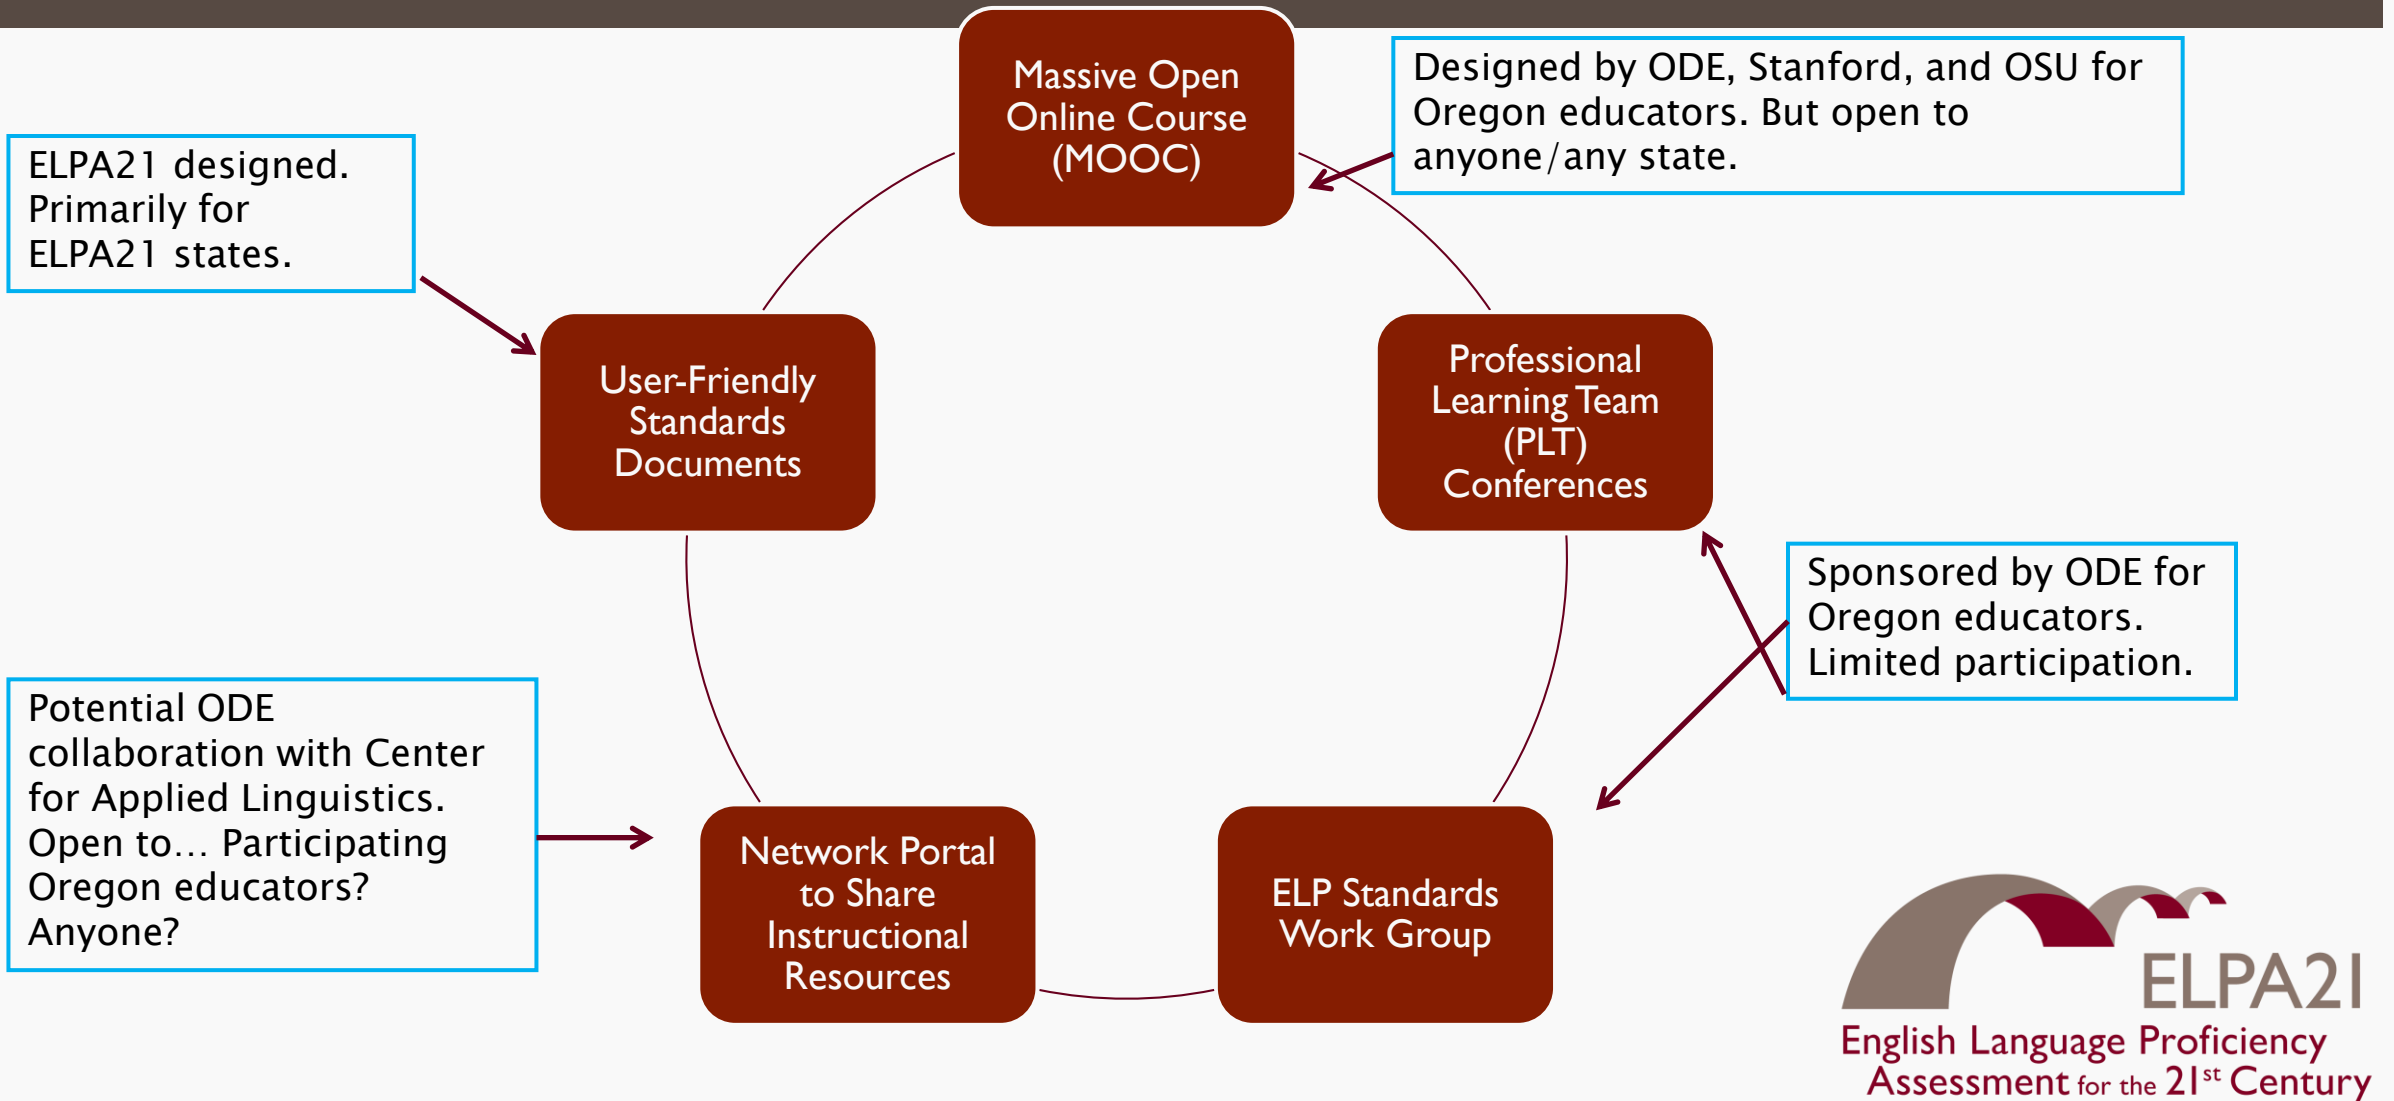 Massive Open
Online Course
(MOOC)
Designed by ODE, Stanford, and OSU for
Oregon educators. But open to
anyone/any state.
ELPA21 designed.
Primarily for
ELPA21 states.
User-Friendly
Standards
Documents
Professional
Learning Team
(PLT)
Conferences
Sponsored by ODE for
Oregon educators.
Limited participation.
Potential ODE
collaboration with Center
for Applied Linguistics.
Open to… Participating
Oregon educators?
Anyone?
Network Portal
to Share
Instructional
Resources
ELP Standards
Work Group
ELPA21
English Language Proficiency
Assessment for the 21st Century